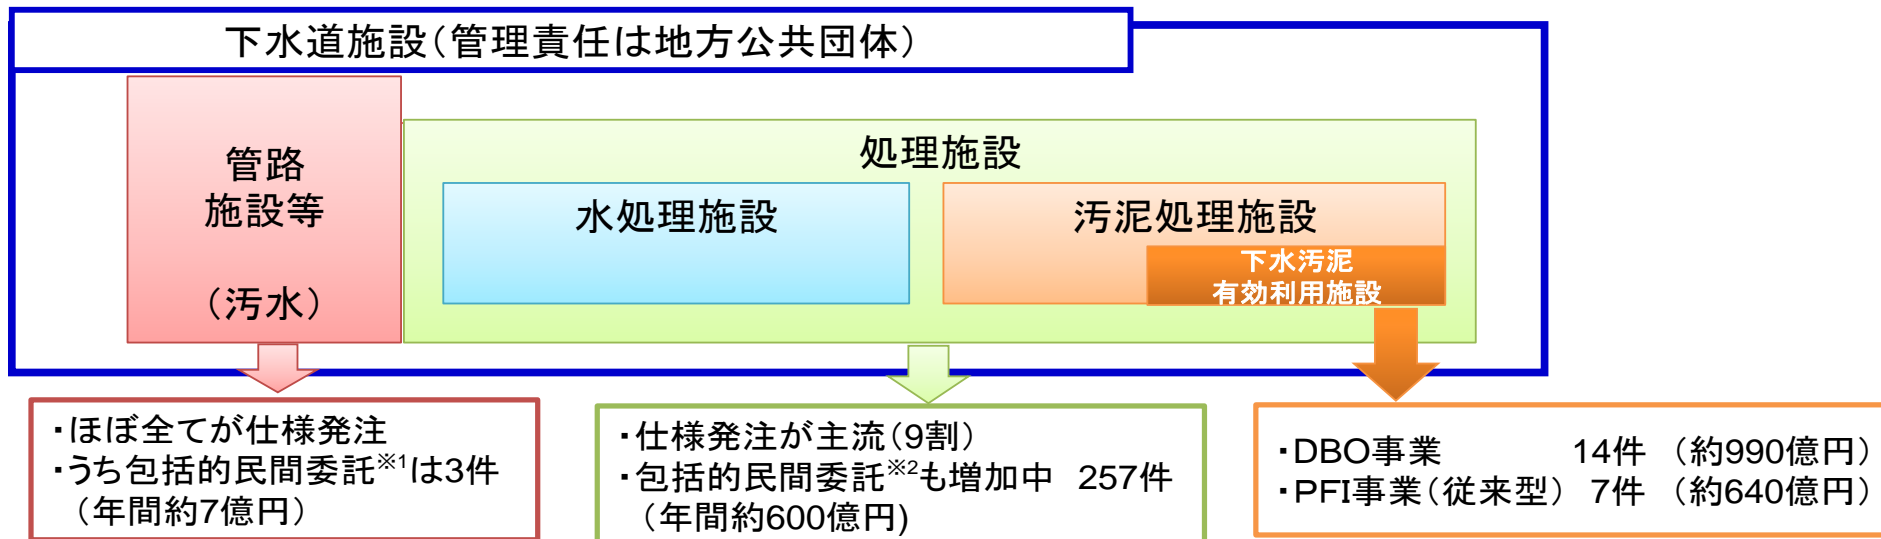 下水道施設(管理責任は地方公共団体)
管路
施設等
(汚水)
処理施設
水処理施設
汚泥処理施設
下水汚泥
有効利用施設
・ほぼ全てが仕様発注
・うち包括的民間委託※1は3件
(年間約7億円)
・仕様発注が主流(9割)
・包括的民間委託※2も増加中 257件
(年間約600億円)
・DBO事業 14件 (約990億円)
・PFI事業(従来型) 7件 (約640億円)